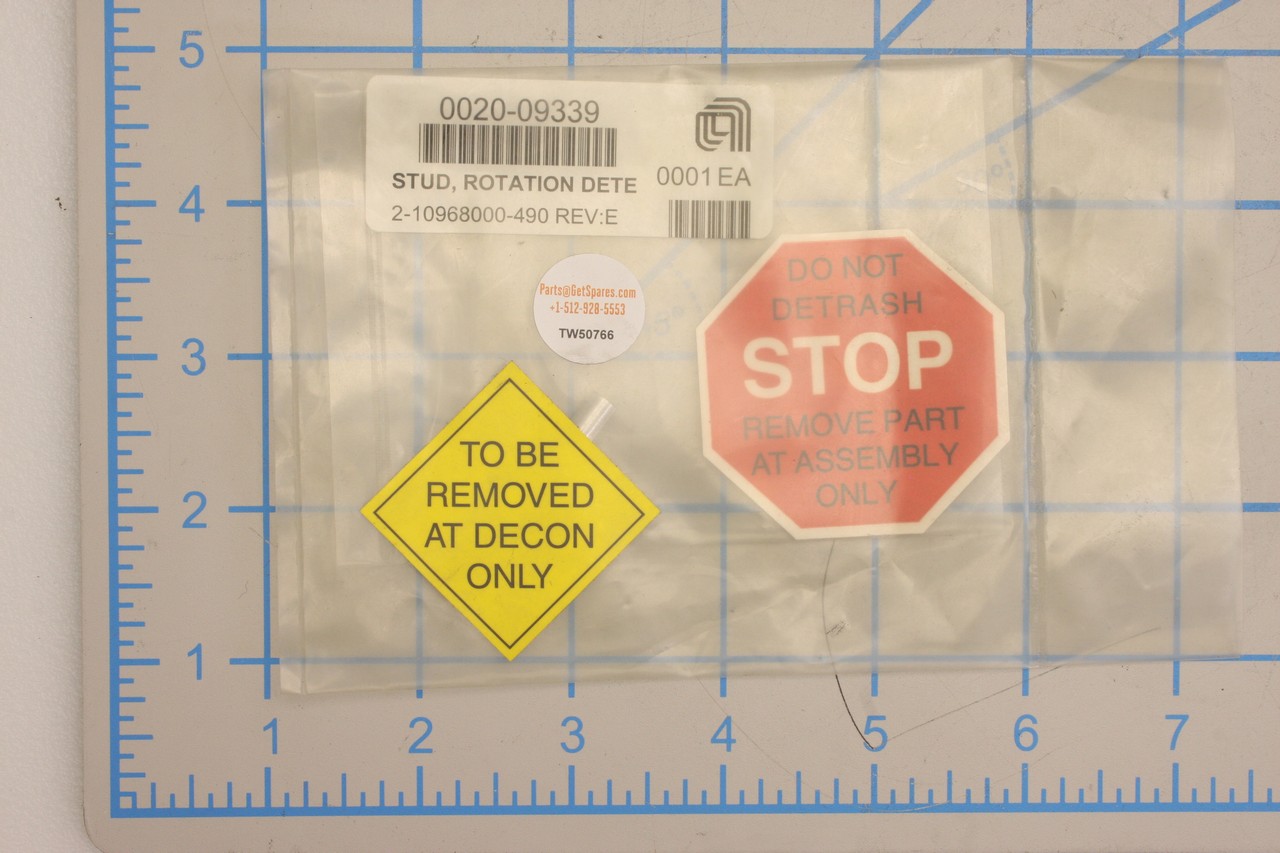 0020-09339
STUD, ROTATION DETE
0001 EA
2-10968000-490 REV:E
Parts@GetSpares.com
+1-512-928-5553
TW50766
DO NOT
DETRASH
STOP
REMOVE PART
AT ASSEMBLY
ONLY
TO BE
REMOVED
AT DECON
ONLY
5
4
3
2
1
1 2 3 4 5 6 7